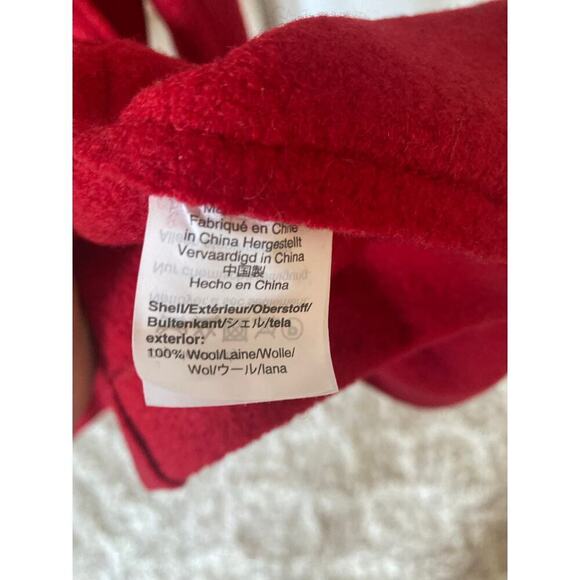 Fabriqué en Chine
in China Hergestellt
Vervaardigd in China
中国製
Hecho en China
Shell/Extérieur/Oberstoff/
Buitenkant/シェル/tela
exterior:
100% Wool/Laine/Wolle/
Wol/ウール/lana